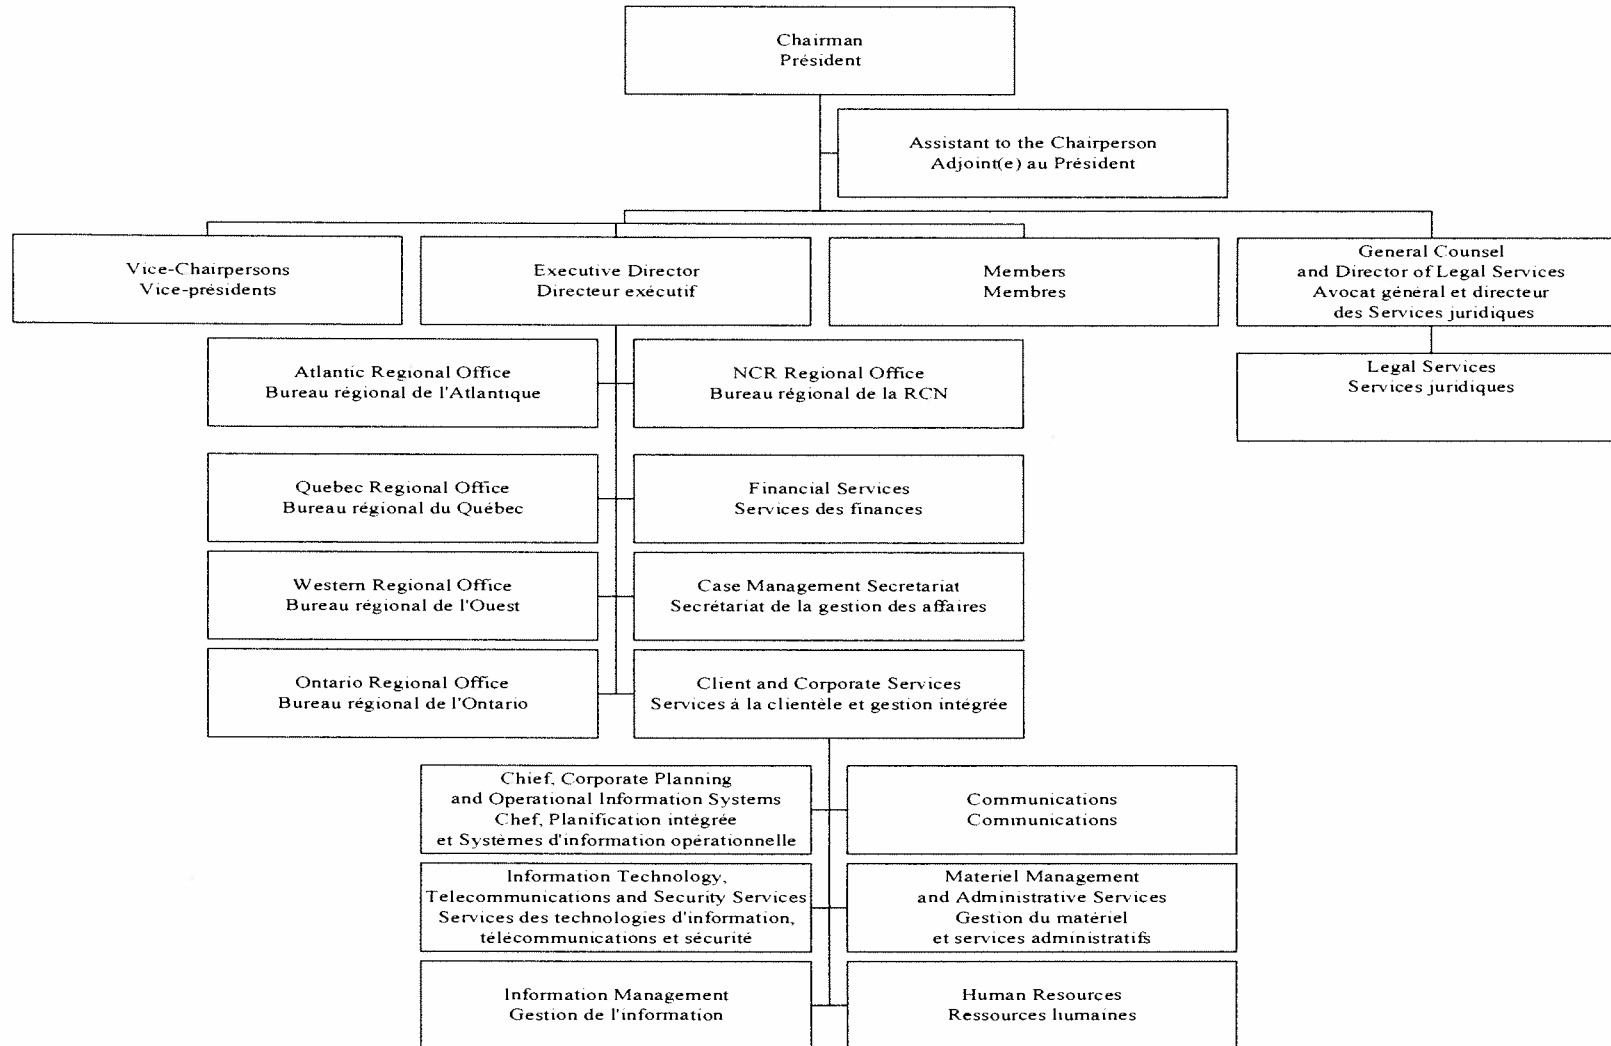 Chairman
Président
Assistant to the Chairperson
Adjoint(e) au Président
Vice-Chairpersons
Vice-présidents
Executive Director
Directeur exécutif
Members
Membres
General Counsel
and Director of Legal Services
Avocat général et directeur
des Services juridiques
Atlantic Regional Office
Bureau régional de l'Atlantique
NCR Regional Office
Bureau régional de la RCN
Legal Services
Services juridiques
Quebec Regional Office
Bureau régional du Québec
Financial Services
Services des finances
Western Regional Office
Bureau régional de l'Ouest
Case Management Secretariat
Secrétariat de la gestion des affaires
Ontario Regional Office
Bureau régional de l'Ontario
Client and Corporate Services
Services à la clientèle et gestion intégrée
Chief, Corporate Planning
and Operational Information Systems
Chef, Planification intégrée
et Systèmes d'information opérationnelle
Communications
Communications
Information Technology,
Telecommunications and Security Services
Services des technologies d'information,
télécommunications et sécurité
Materiel Management
and Administrative Services
Gestion du matériel
et services administratifs
Information Management
Gestion de l'information
Human Resources
Ressources humaines